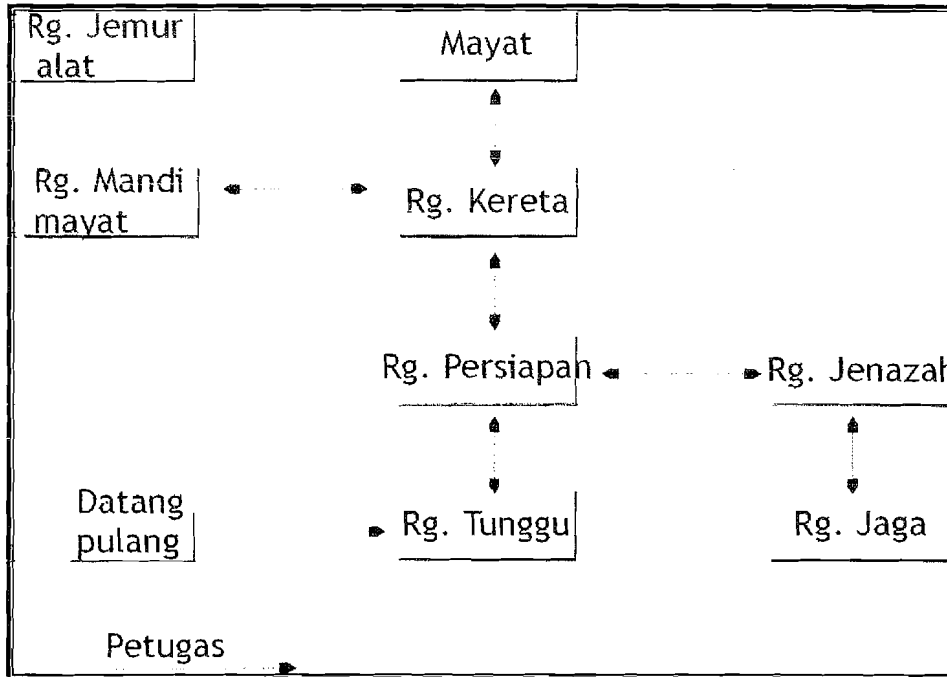 Rg. Jemur
alat
Mayat
Rg. Mandi
mayat
Rg. Kereta
Rg. Persiapan
Rg. Jenazah
Datang
pulang
Rg. Tunggu
Rg. Jaga
Petugas